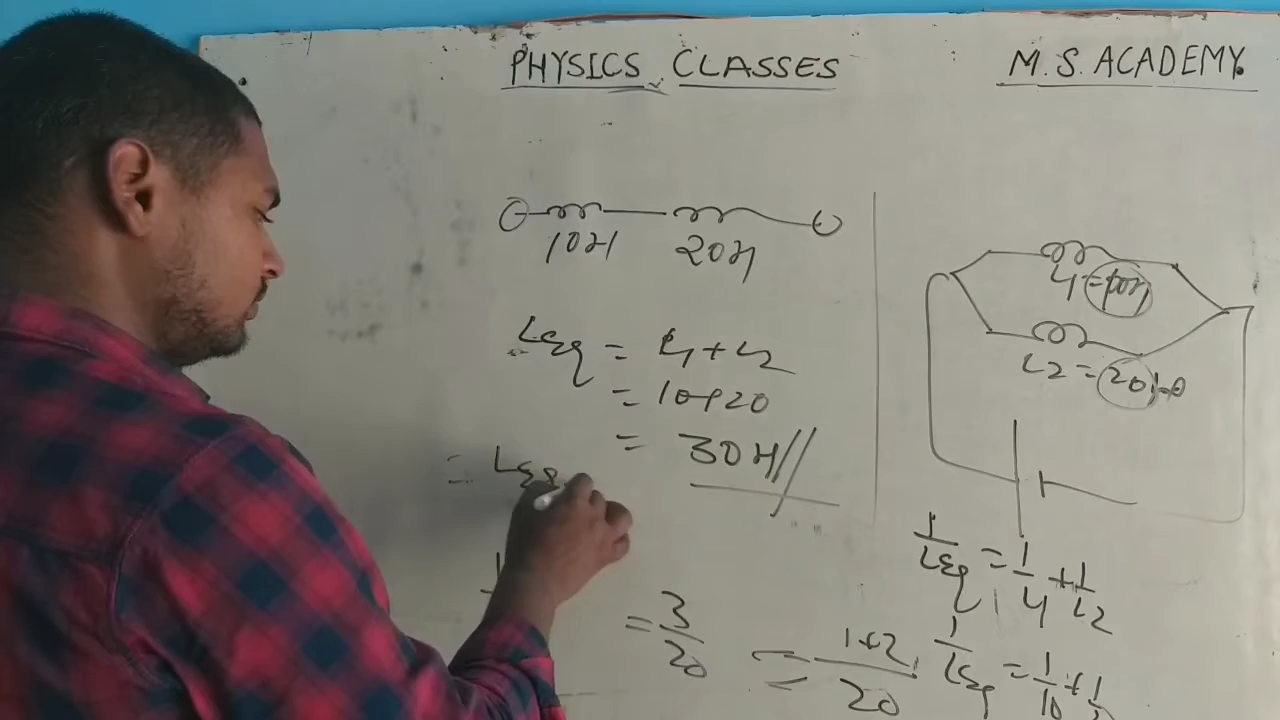 PHYSICS CLASSES
M. S. ACADEMY.
10H 20H
Leq = L1 + L2
= 10+20
= 30H//
L1 = 10H
L2 = 20H
1/Leq = 1/L1 + 1/L2
1/Leq = 1/10 + 1/
= 1+2/20
= 3/20
= Leq